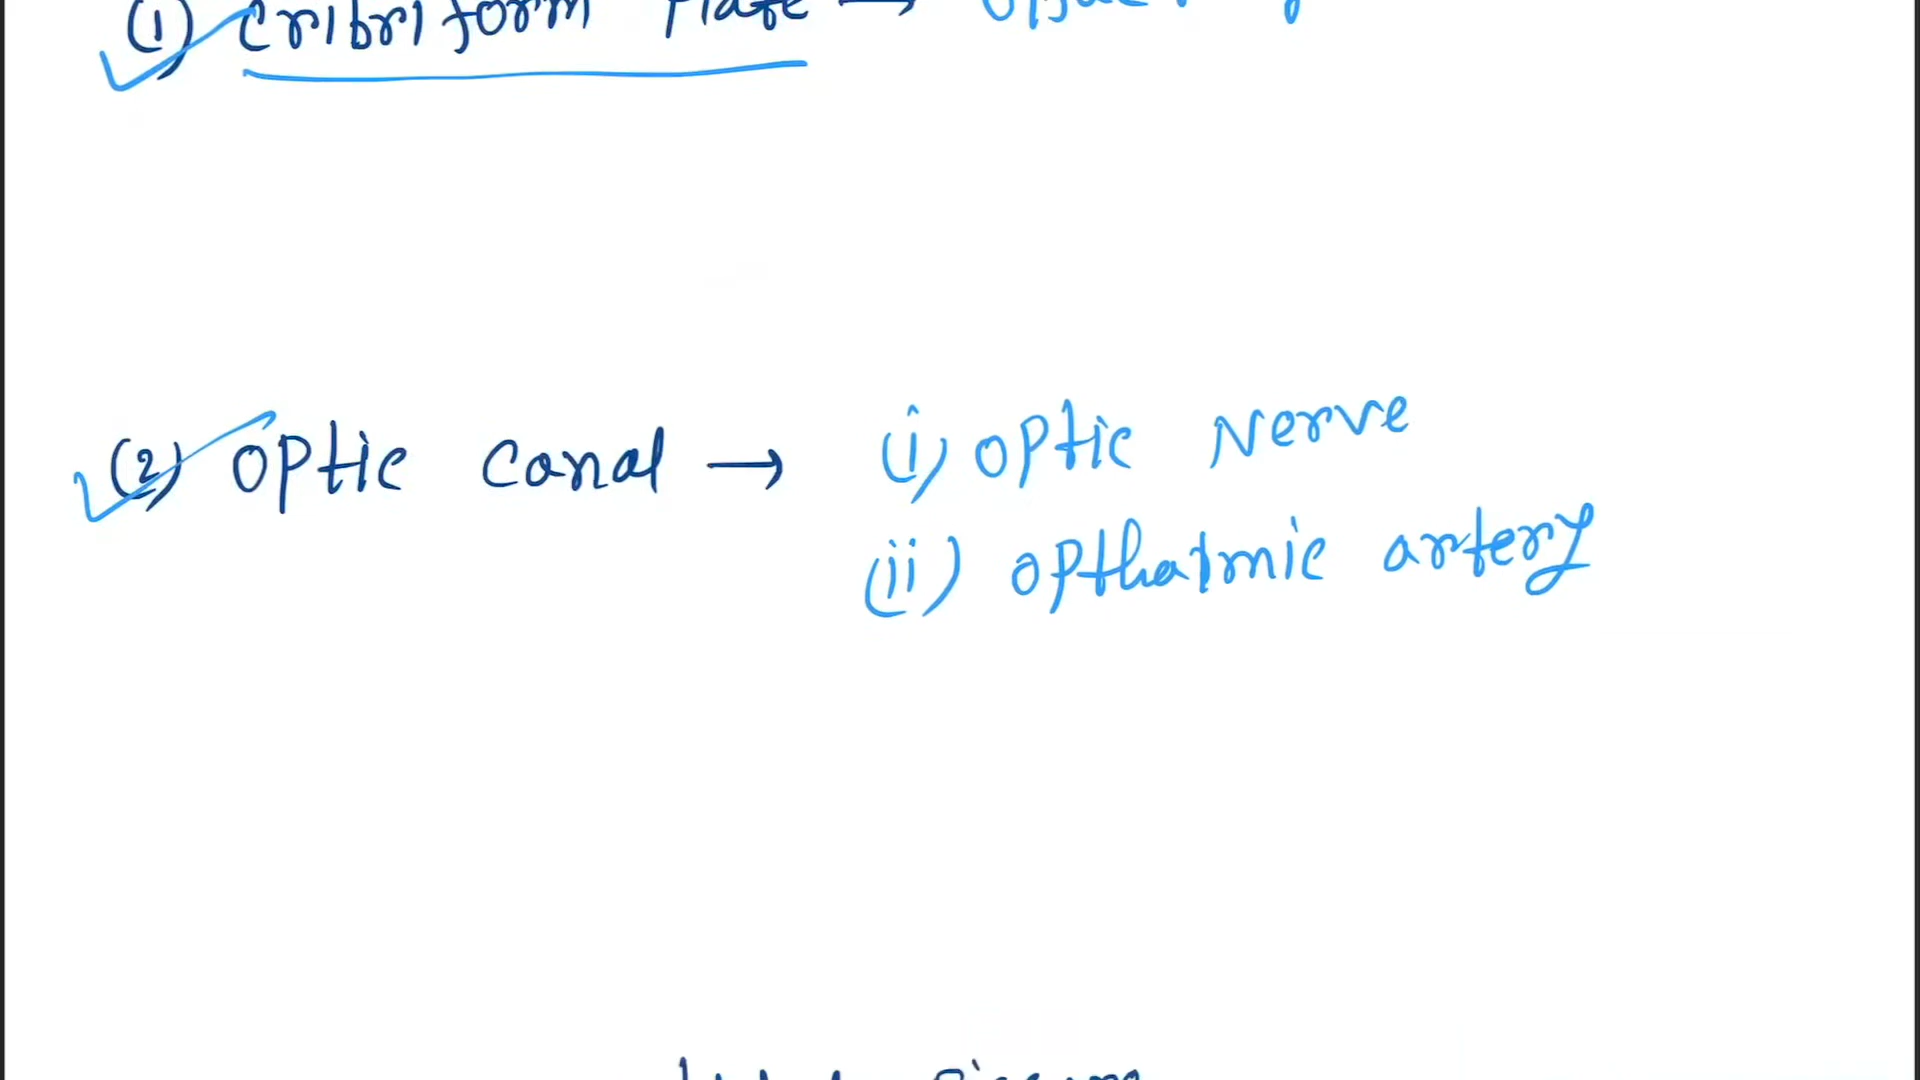 (1) Cribriform Plate →
(2) Optic Canal → (i) Optic Nerve
(ii) Opthalmic artery